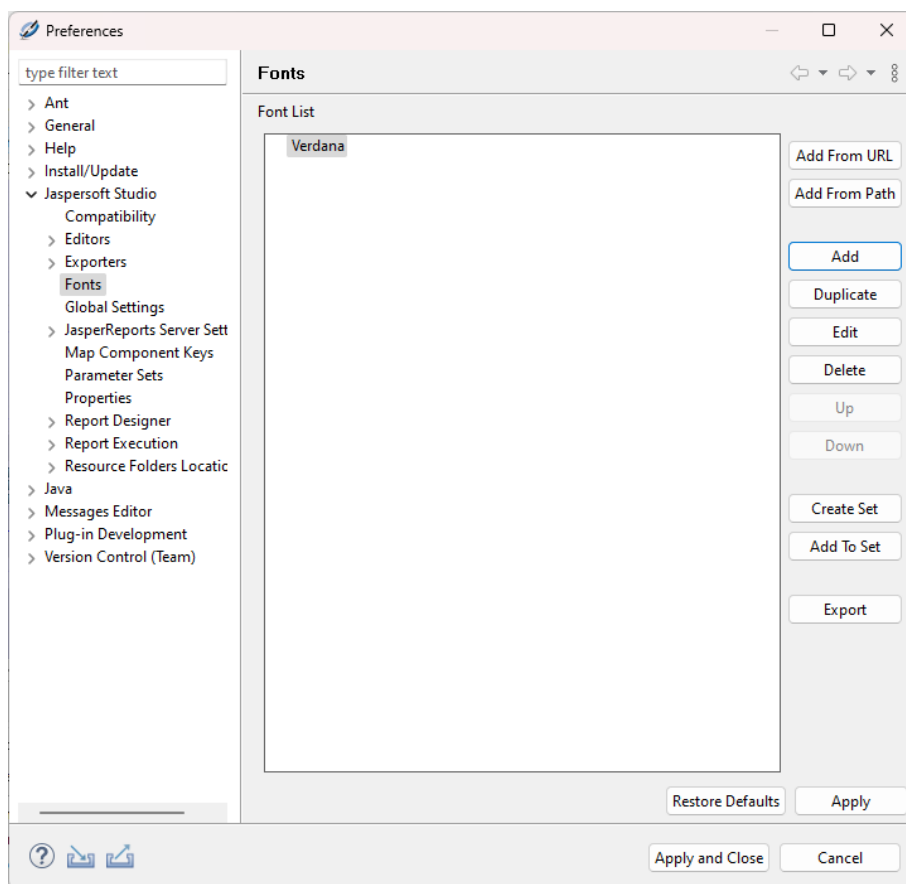 Preferences
type filter text
Fonts
Ant
General
Help
Install/Update
Jaspersoft Studio
Compatibility
Editors
Exporters
Fonts
Global Settings
JasperReports Server Sett
Map Component Keys
Parameter Sets
Properties
Report Designer
Report Execution
Resource Folders Locatic
Java
Messages Editor
Plug-in Development
Version Control (Team)
Font List
Verdana
Add From URL
Add From Path
Add
Duplicate
Edit
Delete
Up
Down
Create Set
Add To Set
Export
Restore Defaults
Apply
?
Apply and Close
Cancel